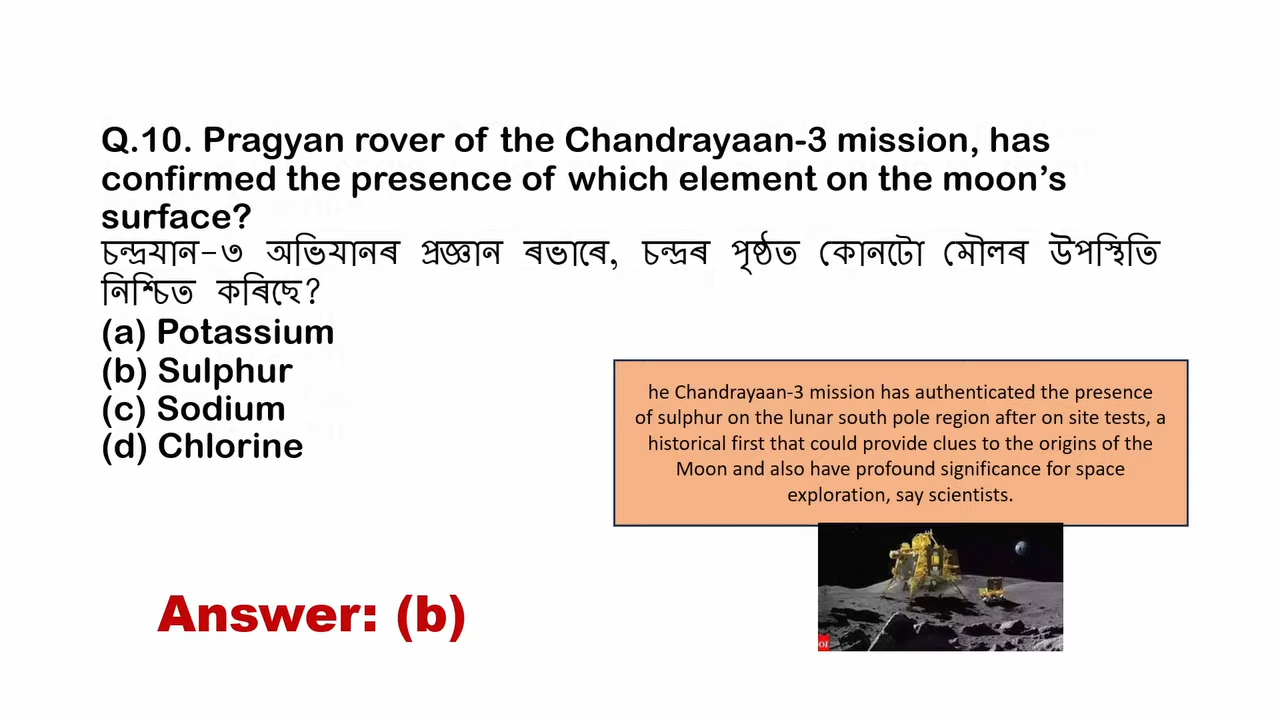 Q.10. Pragyan rover of the Chandrayaan-3 mission, has
confirmed the presence of which element on the moon’s
surface?
চন্দ্ৰযান-৩ অভিযানৰ প্ৰজ্ঞান ৰভাৰে, চন্দ্ৰৰ পৃষ্ঠত কোনটো মৌলৰ উপস্থিতি
নিশ্চিত কৰিছে?
(a) Potassium
(b) Sulphur
(c) Sodium
(d) Chlorine
he Chandrayaan-3 mission has authenticated the presence
of sulphur on the lunar south pole region after on site tests, a
historical first that could provide clues to the origins of the
Moon and also have profound significance for space
exploration, say scientists.
Answer: (b)